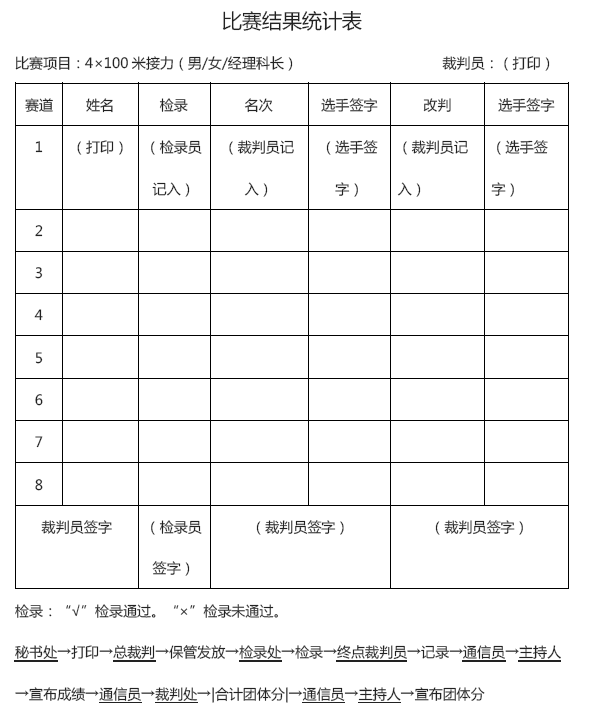 比赛结果统计表
比赛项目：4×100 米接力（男/女/经理科长） 裁判员：（打印）
赛道 姓名 检录 名次 选手签字 改判 选手签字
1 （打印） （检录员记入） （裁判员记入） （选手签字） （裁判员记入） （选手签字）
2
3
4
5
6
7
8
裁判员签字 （检录员签字） （裁判员签字） （裁判员签字）
检录：“√”检录通过。“×”检录未通过。
秘书处→打印→总裁判→保管发放→检录处→检录→终点裁判员→记录→通信员→主持人
→宣布成绩→通信员→裁判处→|合计团体分|→通信员→主持人→宣布团体分